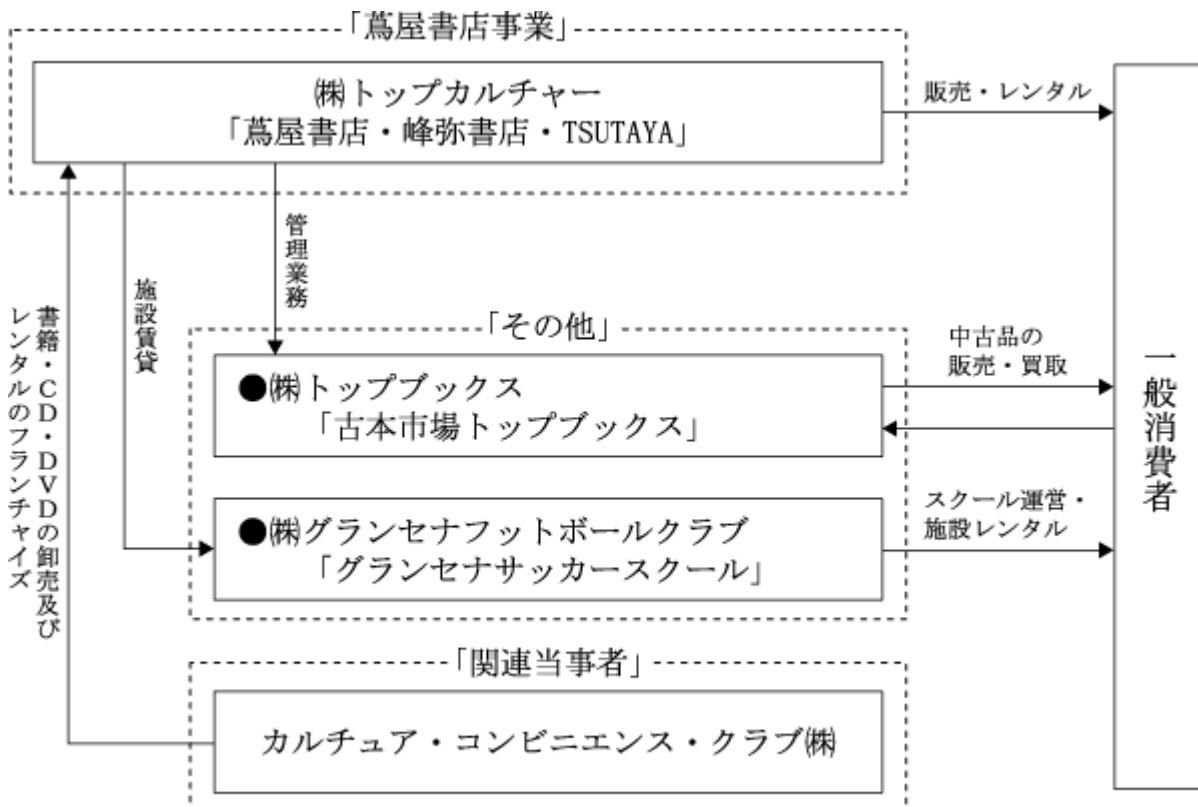 「蔦屋書店事業」
㈱トップカルチャー
「蔦屋書店・峰弥書店・TSUTAYA」
販売・レンタル
管理業務
施設賃貸
書籍・CD・DVDの卸売及び
レンタルのフランチャイズ
「その他」
●㈱トップブックス
「古本市場トップブックス」
中古品の
販売・買取
●㈱グランセナフットボールクラブ
「グランセナサッカースクール」
スクール運営・
施設レンタル
一般消費者
「関連当事者」
カルチュア・コンビニエンス・クラブ㈱